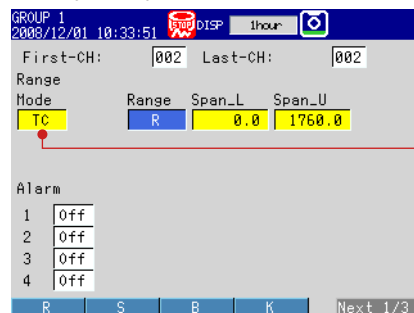 GROUP 1
2008/12/01 10:33:51 STOP DISP 1hour
First-CH: 002 Last-CH: 002
Range
Mode Range Span_L Span_U
TC R 0.0 1760.0
Alarm
1 Off
2 Off
3 Off
4 Off
R S B K Next 1/3